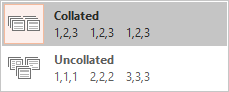 Collated
1,2,3 1,2,3 1,2,3
Uncollated
1,1,1 2,2,2 3,3,3